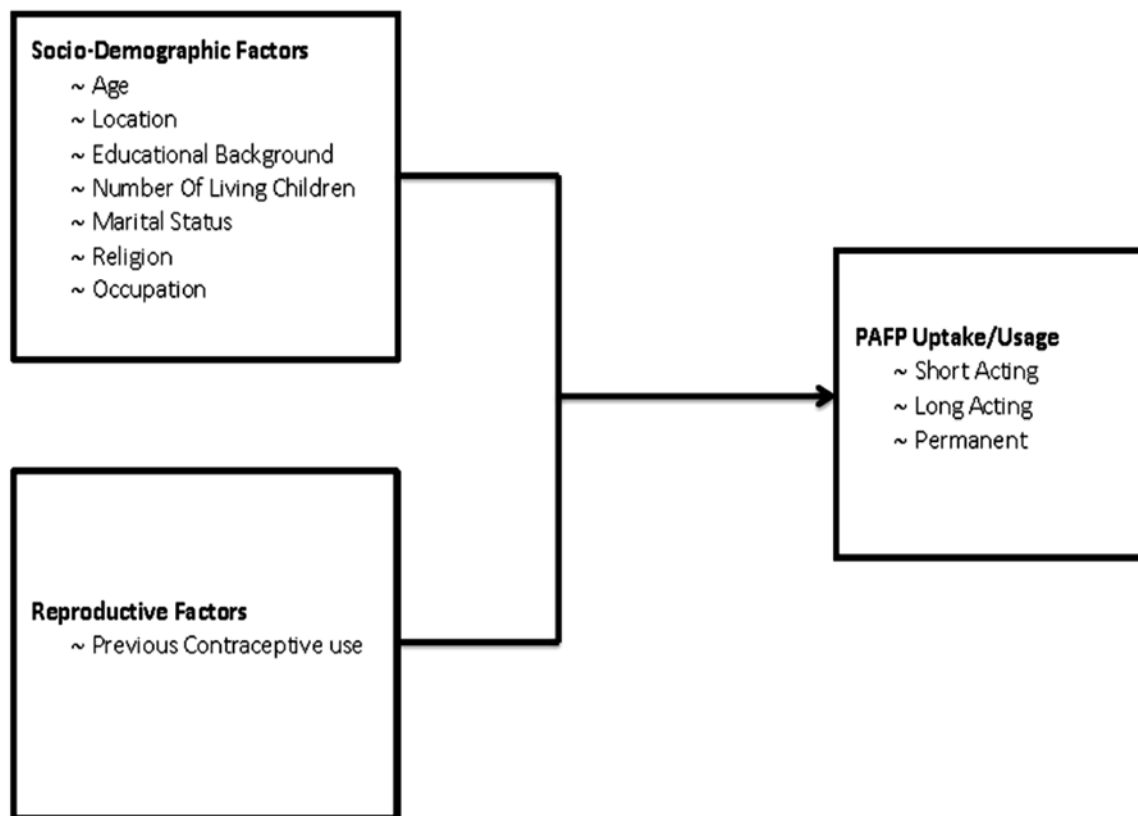 Socio-Demographic Factors
~ Age
~ Location
~ Educational Background
~ Number Of Living Children
~ Marital Status
~ Religion
~ Occupation
Reproductive Factors
~ Previous Contraceptive use
PAFP Uptake/Usage
~ Short Acting
~ Long Acting
~ Permanent